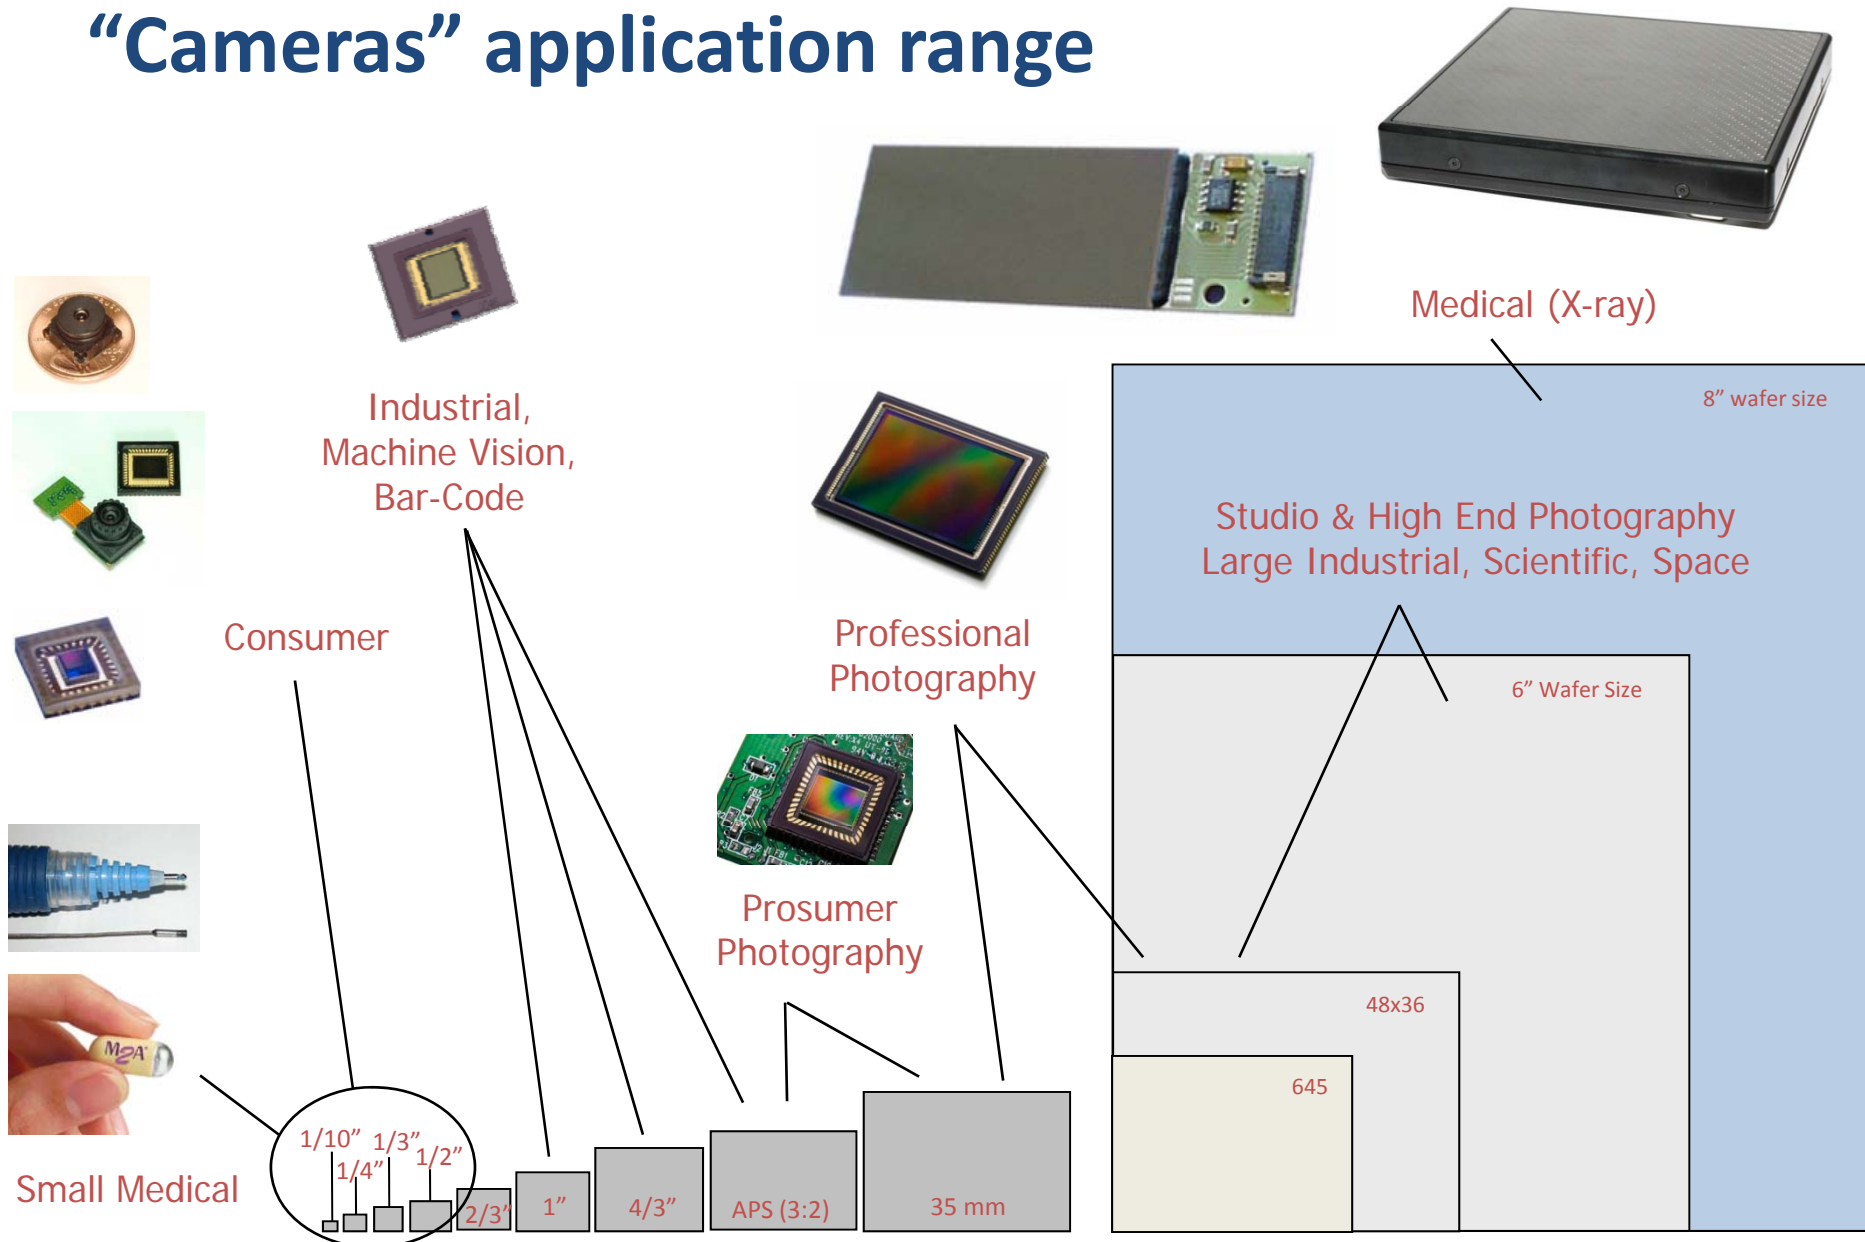 “Cameras” application range
Medical (X-ray)
8” wafer size
Industrial,
Machine Vision,
Bar-Code
Studio & High End Photography
Large Industrial, Scientific, Space
Consumer
Professional
Photography
6” Wafer Size
Prosumer
Photography
48x36
M2A
645
1/10”
1/3”
1/4”
1/2”
Small Medical
2/3”
1”
4/3”
APS (3:2)
35 mm